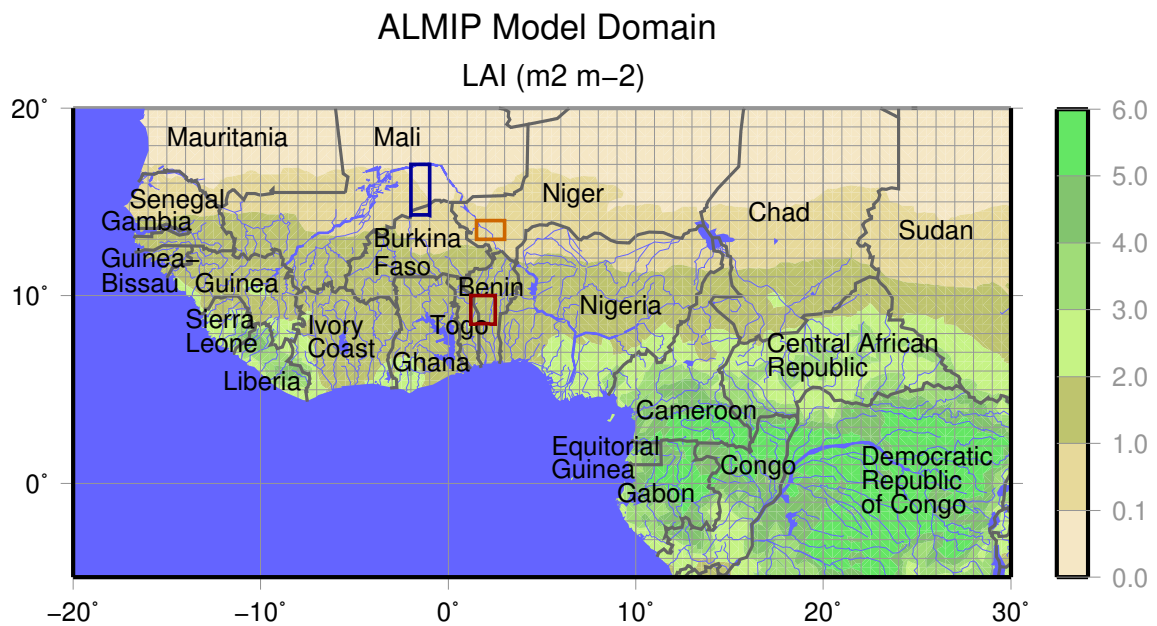 ALMIP Model Domain
LAI (m2 m−2)
20˚
10˚
0˚
−20˚
−10˚
0˚
10˚
20˚
30˚
Mauritania
Mali
Niger
Chad
Sudan
Senegal
Gambia
Guinea−
Bissau
Guinea
Burkina
Faso
Benin
Nigeria
Sierra
Leone
Ivory
Coast
Togo
Ghana
Liberia
Central African
Republic
Cameroon
Equitorial
Guinea
Gabon
Congo
Democratic
Republic
of Congo
6.0
5.0
4.0
3.0
2.0
1.0
0.1
0.0